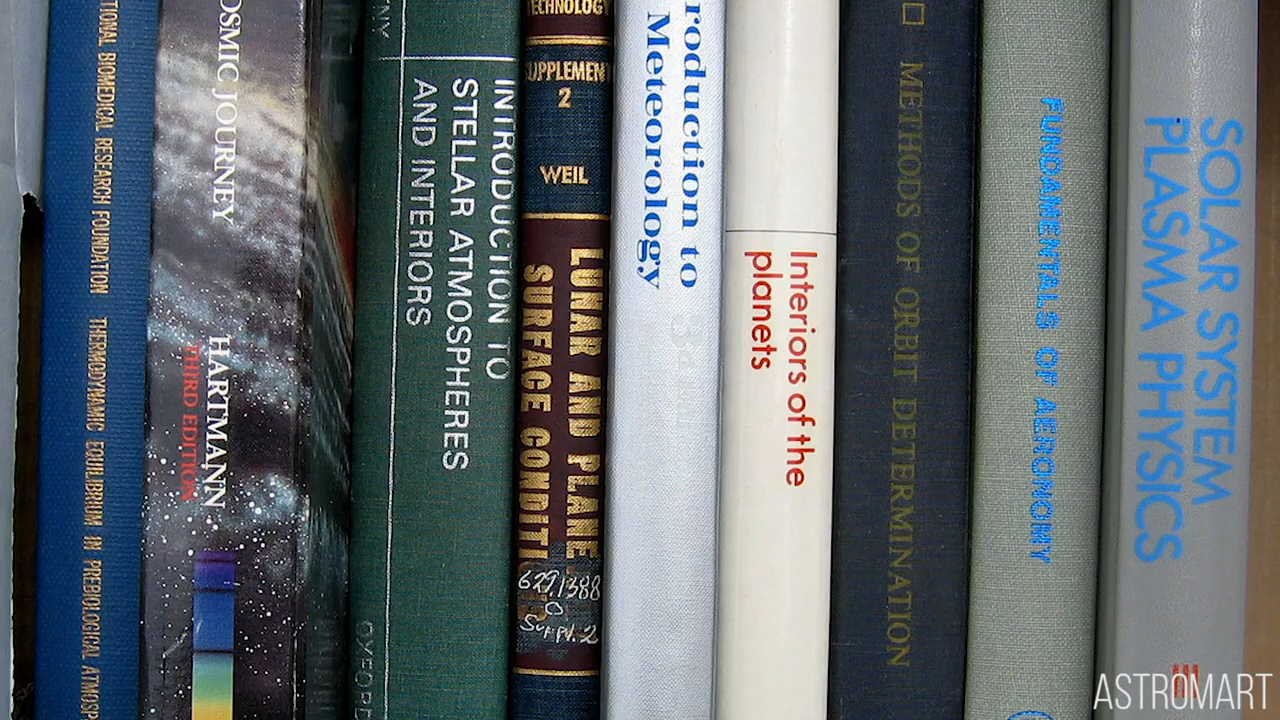 TIONAL BIOMEDICAL RESEARCH FOUNDATION THERMODYNAMIC EQUILIBRIUM IN PREBIOLOGICAL ATMOSP
OSMIC JOURNEY
HARTMANN
THIRD EDITION
INTRODUCTION TO
STELLAR ATMOSPHERES
AND INTERIORS
OXFORD
TECHNOLOGY
SUPPLEMENT
2
WEIL
LUNAR AND PLANE
SURFACE CONDITI
629.1388
O
Suppl. 2
roduction to
Meteorology
Interiors of the
planets
METHODS OF ORBIT DETERMINATION
FUNDAMENTALS OF AERONOMY
SOLAR SYSTEM
PLASMA PHYSICS
ASTROMART